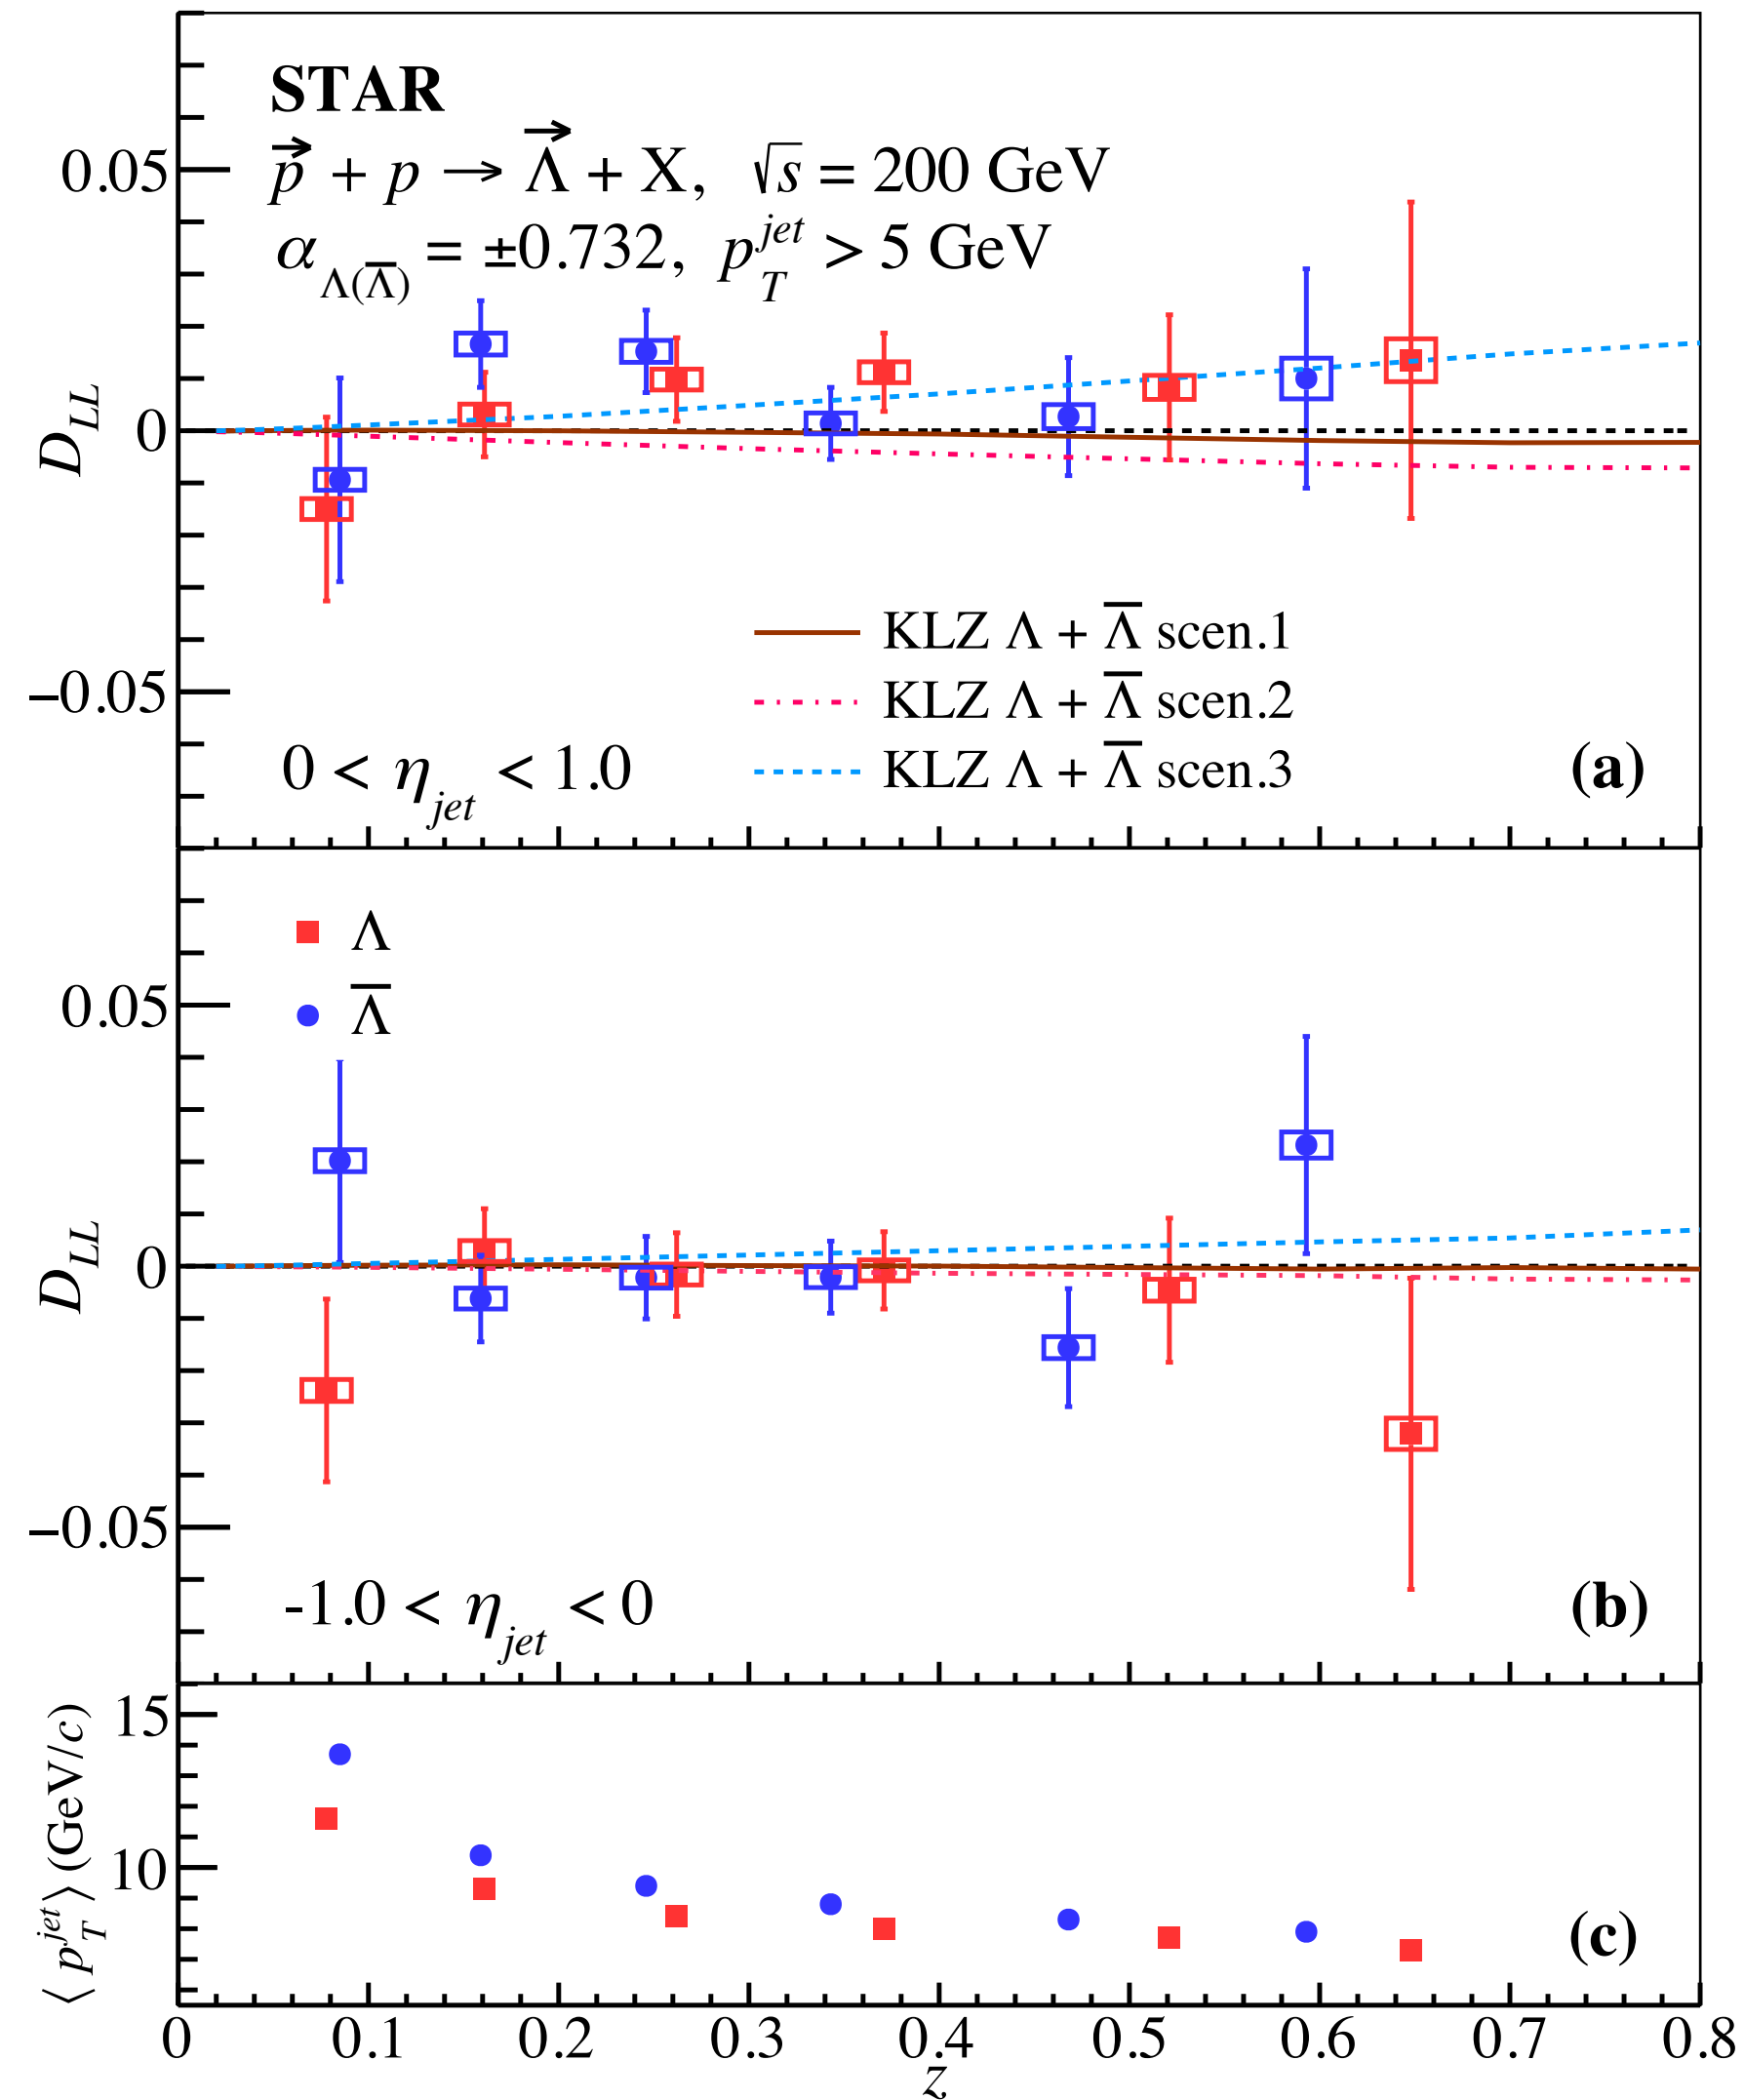 STAR
p⃗ + p → Λ⃗ + X, √s = 200 GeV
α_Λ(Λ̅) = ±0.732, p_T^jet > 5 GeV
0.05
0
−0.05
D_LL
KLZ Λ + Λ̅ scen.1
KLZ Λ + Λ̅ scen.2
KLZ Λ + Λ̅ scen.3
0 < η_jet < 1.0
(a)
Λ
Λ̅
0.05
0
−0.05
D_LL
-1.0 < η_jet < 0
(b)
15
10
⟨ p_T^jet ⟩ (GeV/c)
(c)
0 0.1 0.2 0.3 0.4 0.5 0.6 0.7 0.8
z